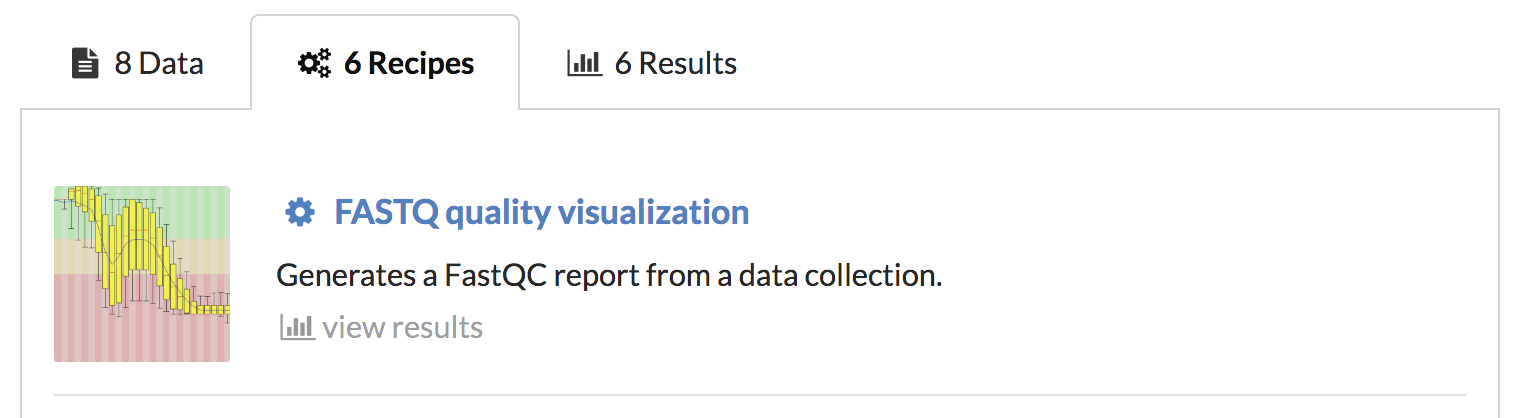 8 Data
6 Recipes
6 Results
FASTQ quality visualization
Generates a FastQC report from a data collection.
view results